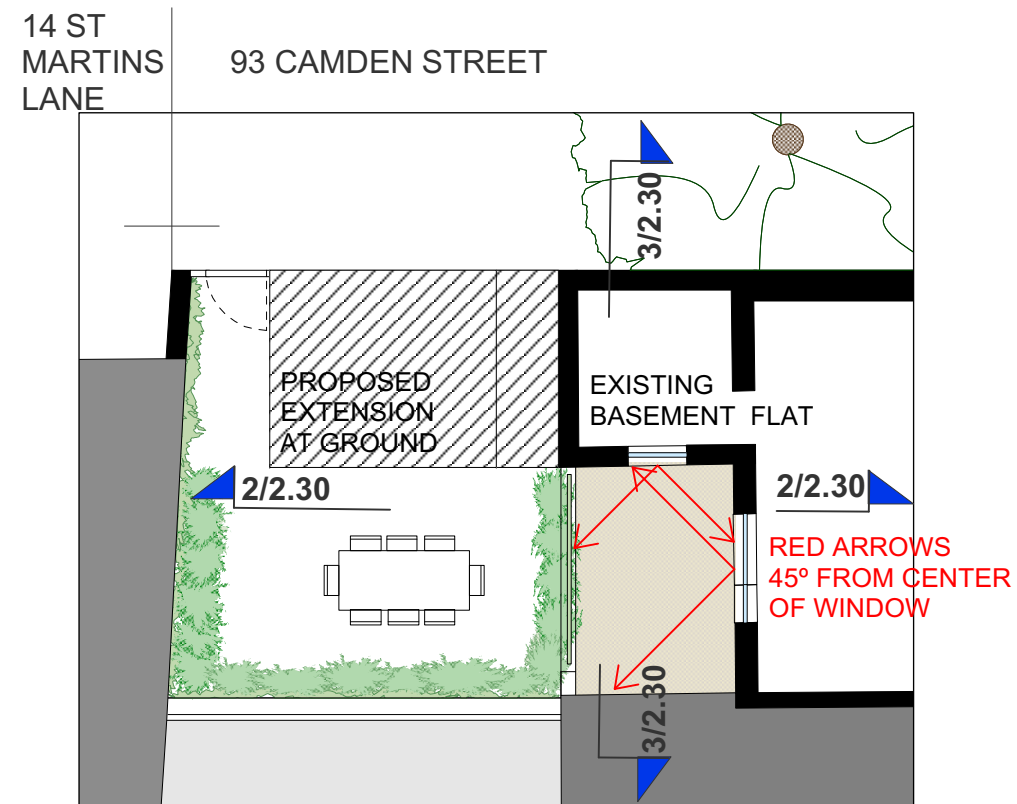 14 ST
MARTINS
LANE
93 CAMDEN STREET
3/2.30
PROPOSED
EXTENSION
AT GROUND
EXISTING
BASEMENT FLAT
2/2.30
2/2.30
RED ARROWS
45º FROM CENTER
OF WINDOW
3/2.30